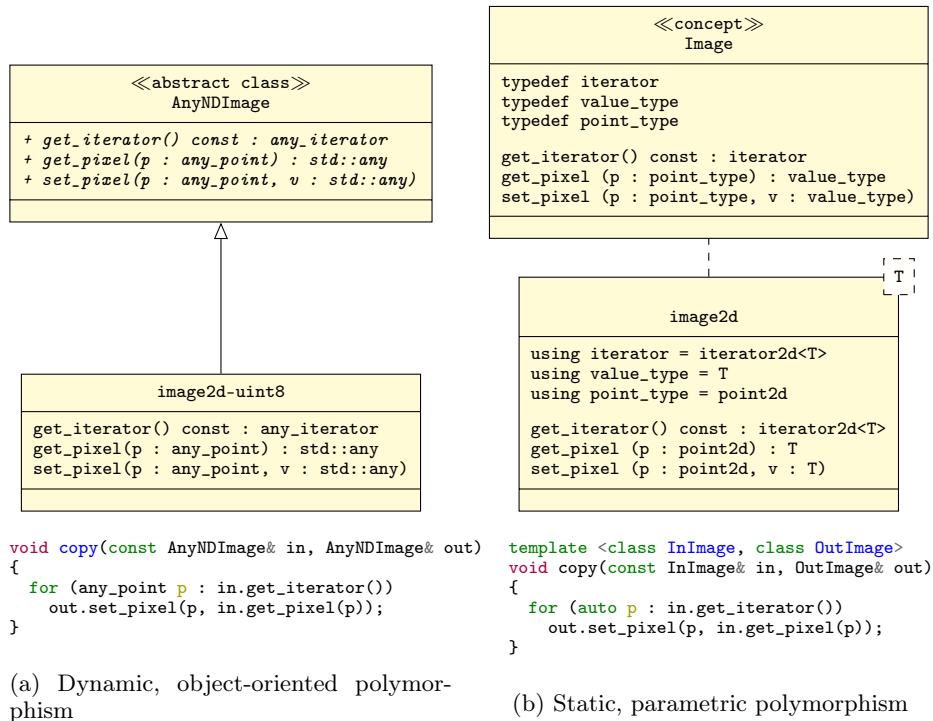 ≪abstract class≫
AnyNDImage
+ get_iterator() const : any_iterator
+ get_pixel(p : any_point) : std::any
+ set_pixel(p : any_point, v : std::any)
image2d-uint8
get_iterator() const : any_iterator
get_pixel(p : any_point) : std::any
set_pixel(p : any_point, v : std::any)
void copy(const AnyNDImage& in, AnyNDImage& out)
{
  for (any_point p : in.get_iterator())
    out.set_pixel(p, in.get_pixel(p));
}
(a) Dynamic, object-oriented polymor-
phism
≪concept≫
Image
typedef iterator
typedef value_type
typedef point_type
get_iterator() const : iterator
get_pixel (p : point_type) : value_type
set_pixel (p : point_type, v : value_type)
T
image2d
using iterator = iterator2d<T>
using value_type = T
using point_type = point2d
get_iterator() const : iterator2d<T>
get_pixel (p : point2d) : T
set_pixel (p : point2d, v : T)
template <class InImage, class OutImage>
void copy(const InImage& in, OutImage& out)
{
  for (auto p : in.get_iterator())
    out.set_pixel(p, in.get_pixel(p));
}
(b) Static, parametric polymorphism